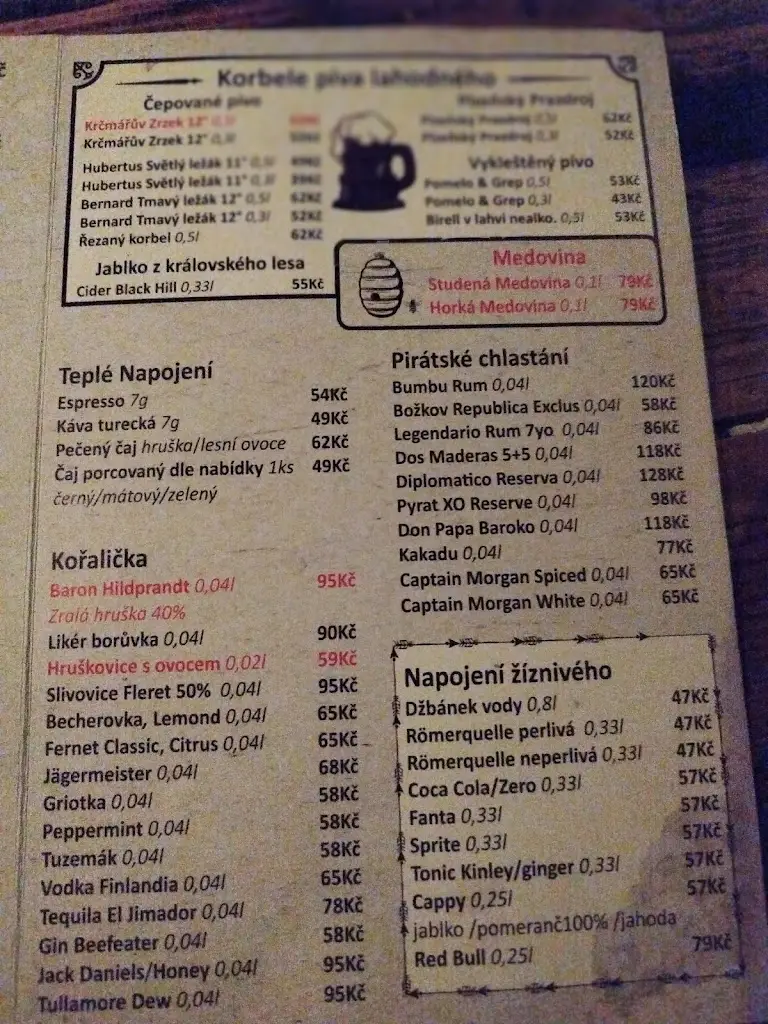 Korbele piva lahodného
Čepované pivo
Krčmářův Zrzek 12°
Krčmářův Zrzek 12°
Hubertus Světlý ležák 11° 0,5l
Hubertus Světlý ležák 11°
Bernard Tmavý ležák 12° 0,5l 62Kč
Bernard Tmavý ležák 12° 0,3l 52Kč
Řezaný korbel 0,5l 62Kč
Jablko z královského lesa
Cider Black Hill 0,33l 55Kč
Plzeňský Prazdroj
Plzeňský Prazdroj 0,5l 62Kč
Plzeňský Prazdroj 0,3l 52Kč
Vykleštěný pivo
Pomelo & Grep 0,5l 53Kč
Pomelo & Grep 0,3l 43Kč
Birell v lahvi nealko. 0,5l 53Kč
Medovina
Studená Medovina 0,1l 79Kč
Horká Medovina 0,1l 79Kč
Teplé Napojení
Espresso 7g 54Kč
Káva turecká 7g 49Kč
Pečený čaj hruška/lesní ovoce 62Kč
Čaj porcovaný dle nabídky 1ks 49Kč
černý/mátový/zelený
Kořalička
Baron Hildprandt 0,04l 95Kč
Zralá hruška 40%
Likér borůvka 0,04l 90Kč
Hruškovice s ovocem 0,02l 59Kč
Slivovice Fleret 50% 0,04l 95Kč
Becherovka, Lemond 0,04l 65Kč
Fernet Classic, Citrus 0,04l 65Kč
Jägermeister 0,04l 68Kč
Griotka 0,04l 58Kč
Peppermint 0,04l 58Kč
Tuzemák 0,04l 58Kč
Vodka Finlandia 0,04l 65Kč
Tequila El Jimador 0,04l 78Kč
Gin Beefeater 0,04l 58Kč
Jack Daniels/Honey 0,04l 95Kč
Tullamore Dew 0,04l 95Kč
Pirátské chlastání
Bumbu Rum 0,04l 120Kč
Božkov Republica Exclus 0,04l 58Kč
Legendario Rum 7yo 0,04l 86Kč
Dos Maderas 5+5 0,04l 118Kč
Diplomatico Reserva 0,04l 128Kč
Pyrat XO Reserve 0,04l 98Kč
Don Papa Baroko 0,04l 118Kč
Kakadu 0,04l 77Kč
Captain Morgan Spiced 0,04l 65Kč
Captain Morgan White 0,04l 65Kč
Napojení žíznivého
Džbánek vody 0,8l 47Kč
Römerquelle perlivá 0,33l 47Kč
Römerquelle neperlivá 0,33l 47Kč
Coca Cola/Zero 0,33l 57Kč
Fanta 0,33l 57Kč
Sprite 0,33l 57Kč
Tonic Kinley/ginger 0,33l 57Kč
Cappy 0,25l 57Kč
jablko /pomeranč100% /jahoda
Red Bull 0,25l 79Kč